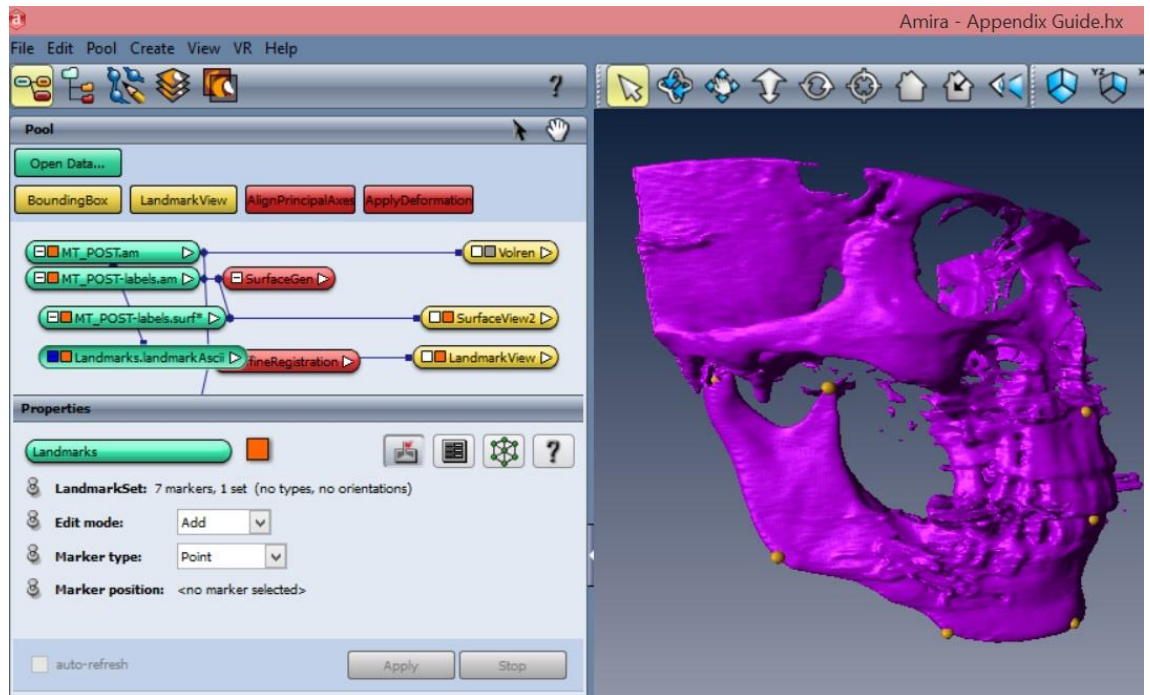 Amira - Appendix Guide.hx
File Edit Pool Create View VR Help
?
YZ
Pool
Open Data...
BoundingBox LandmarkView AlignPrincipalAxes ApplyDeformation
MT_POST.am Volren
MT_POST-labels.am SurfaceGen
MT_POST-labels.surf* SurfaceView2
Landmarks.landmarkAscii fineRegistration LandmarkView
Properties
Landmarks ?
LandmarkSet: 7 markers, 1 set (no types, no orientations)
Edit mode: Add
Marker type: Point
Marker position: <no marker selected>
auto-refresh Apply Stop